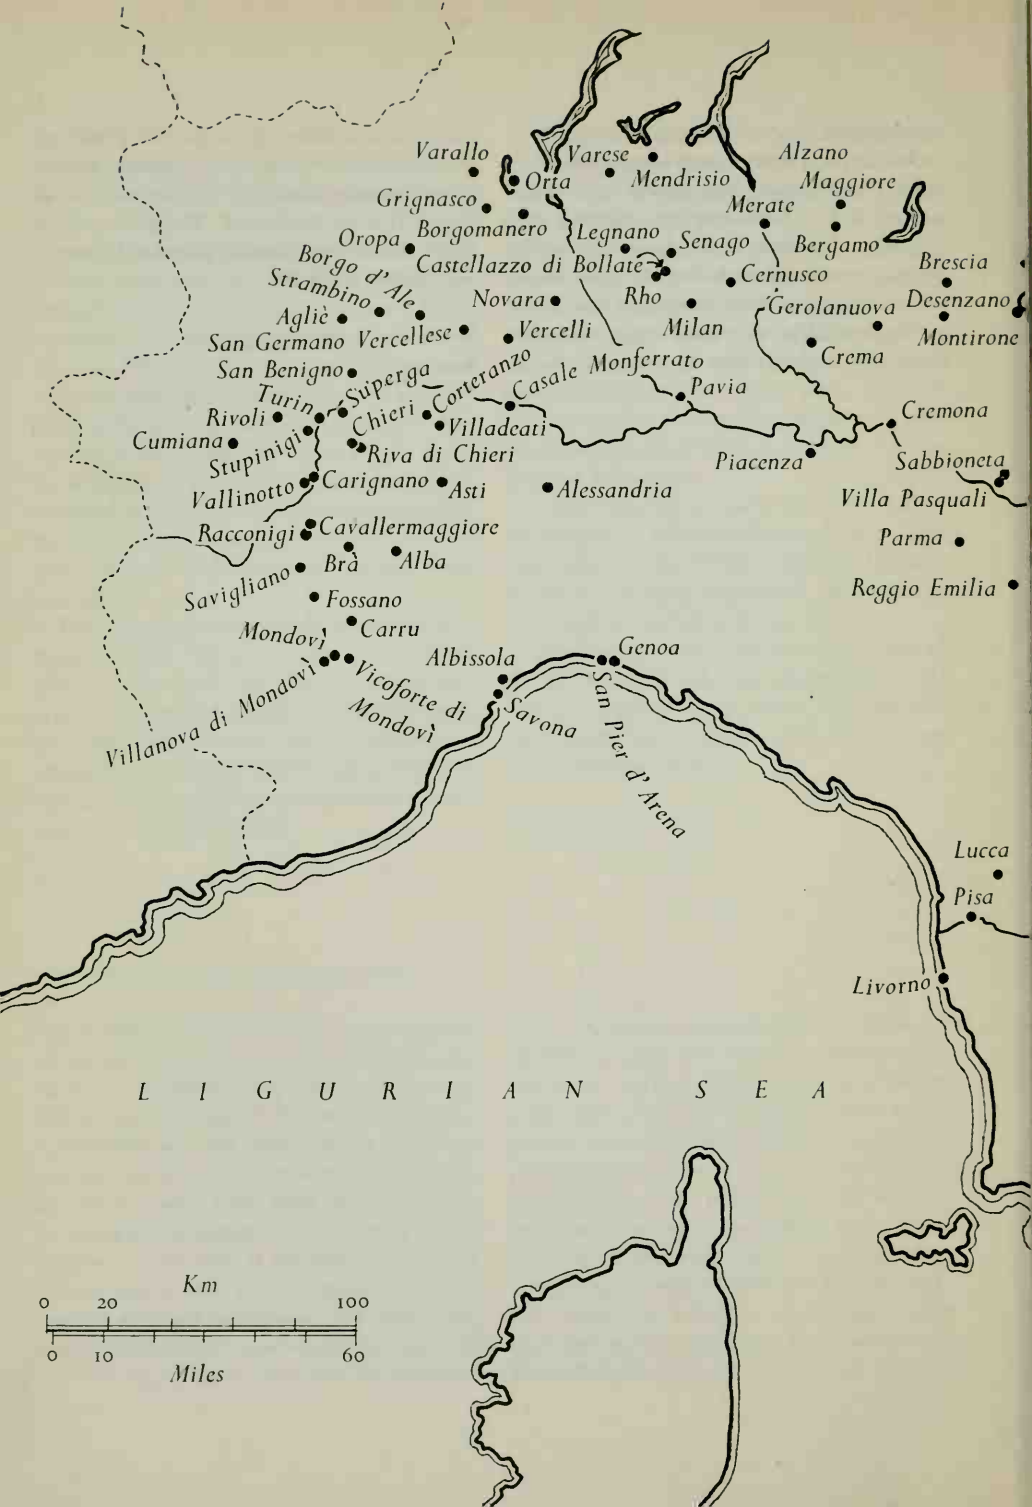 Varallo
Orta
Varese
Mendrisio
Alzano
Maggiore
Grignasco
Borgomanero
Merate
Bergamo
Oropa
Legnano
Senago
Castellazzo di Bollate
Rho
Cernusco
Brescia
Borgo d'Ale
Strambino
Novara
Milan
Gerolanuova
Desenzano
Montirone
Agliè
San Germano Vercellese
Vercelli
Crema
San Benigno
Superga
Turin
Rivoli
Chieri
Corteranzo
Casale Monferrato
Pavia
Cumiana
Stupinigi
Villadeati
Cremona
Riva di Chieri
Piacenza
Sabbioneta
Vallinotto
Carignano
Asti
Alessandria
Villa Pasquali
Racconigi
Cavallermaggiore
Parma
Brà
Alba
Savigliano
Reggio Emilia
Fossano
Carru
Mondovì
Villanova di Mondovì
Vicoforte di
Mondovì
Albissola
Savona
Genoa
San Pier d'Arena
Lucca
Pisa
Livorno
LIGURIAN SEA
Km
0 20 100
0 10 60
Miles